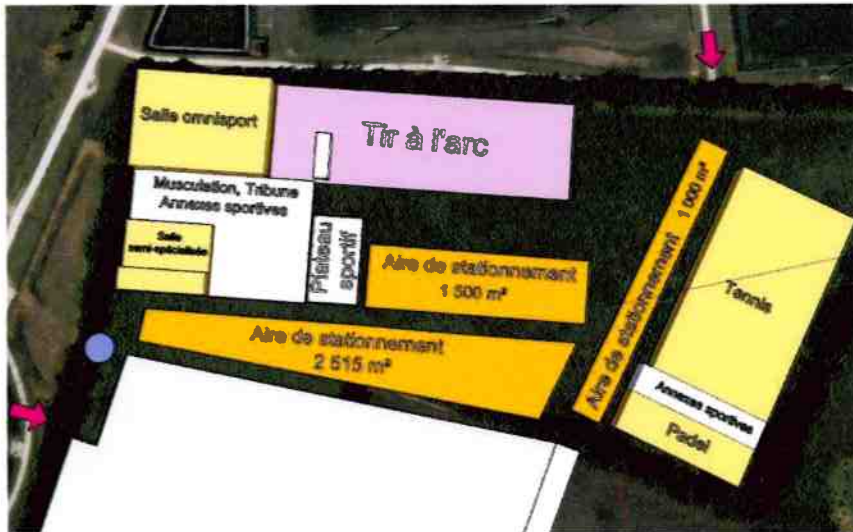 Salle omnisport
Tir à l'arc
Musculation, Tribune
Annexes sportives
Salle
semi-spécialisée
Plateau
sportif
Aire de stationnement
1 500 m²
Aire de stationnement
2 515 m²
Aire de stationnement 1 000 m²
Tennis
Annexes sportives
Padel